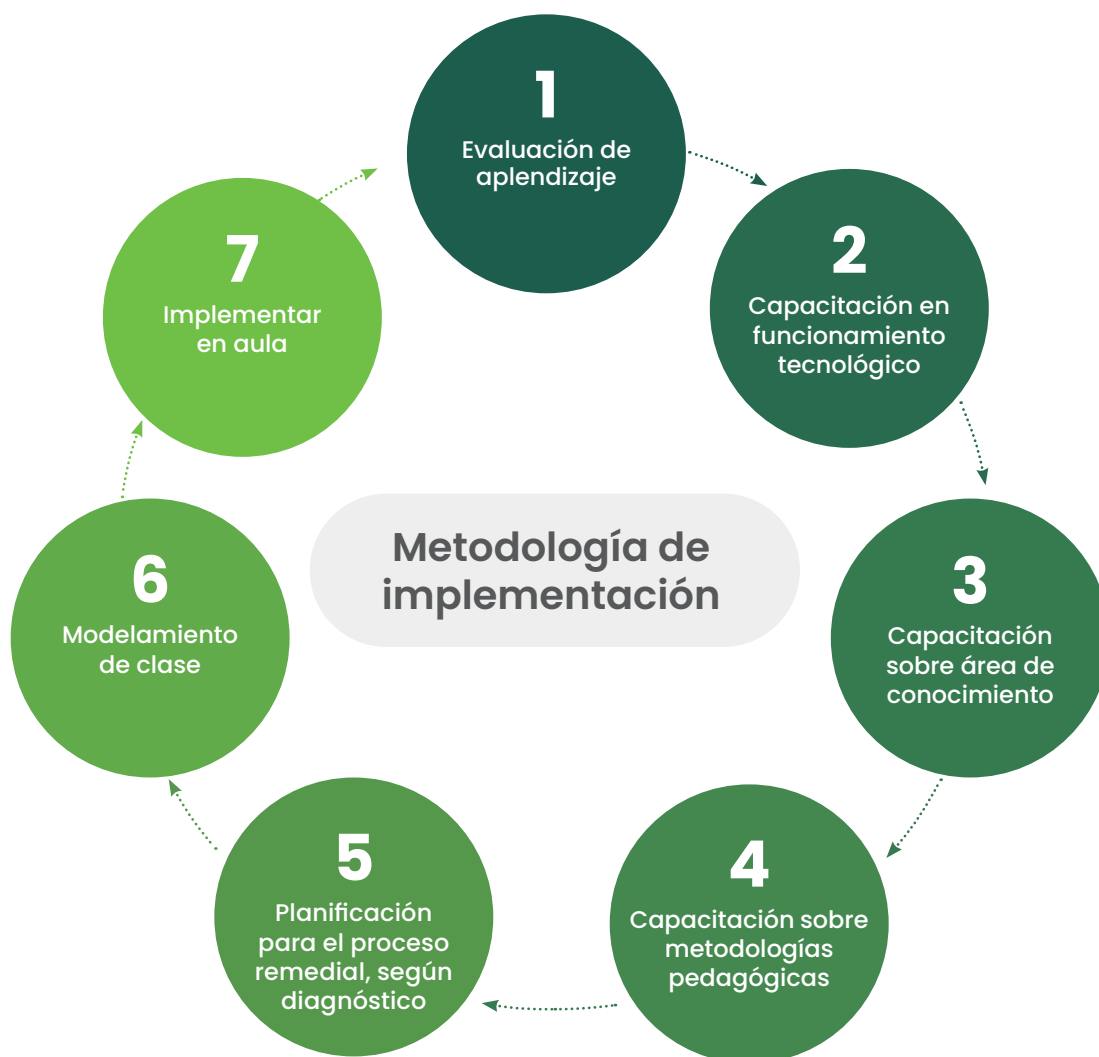 1
Evaluación de
aplendizaje
2
Capacitación en
funcionamiento
tecnológico
3
Capacitación
sobre área de
conocimiento
4
Capacitación sobre
metodologías
pedagógicas
5
Planificación
para el proceso
remedial, según
diagnóstico
6
Modelamiento
de clase
7
Implementar
en aula
Metodología de
implementación